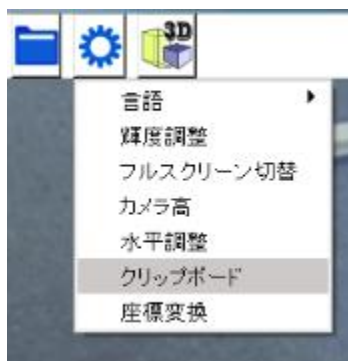 3D
言語
輝度調整
フルスクリーン切替
カメラ高
水平調整
クリップボード
座標変換